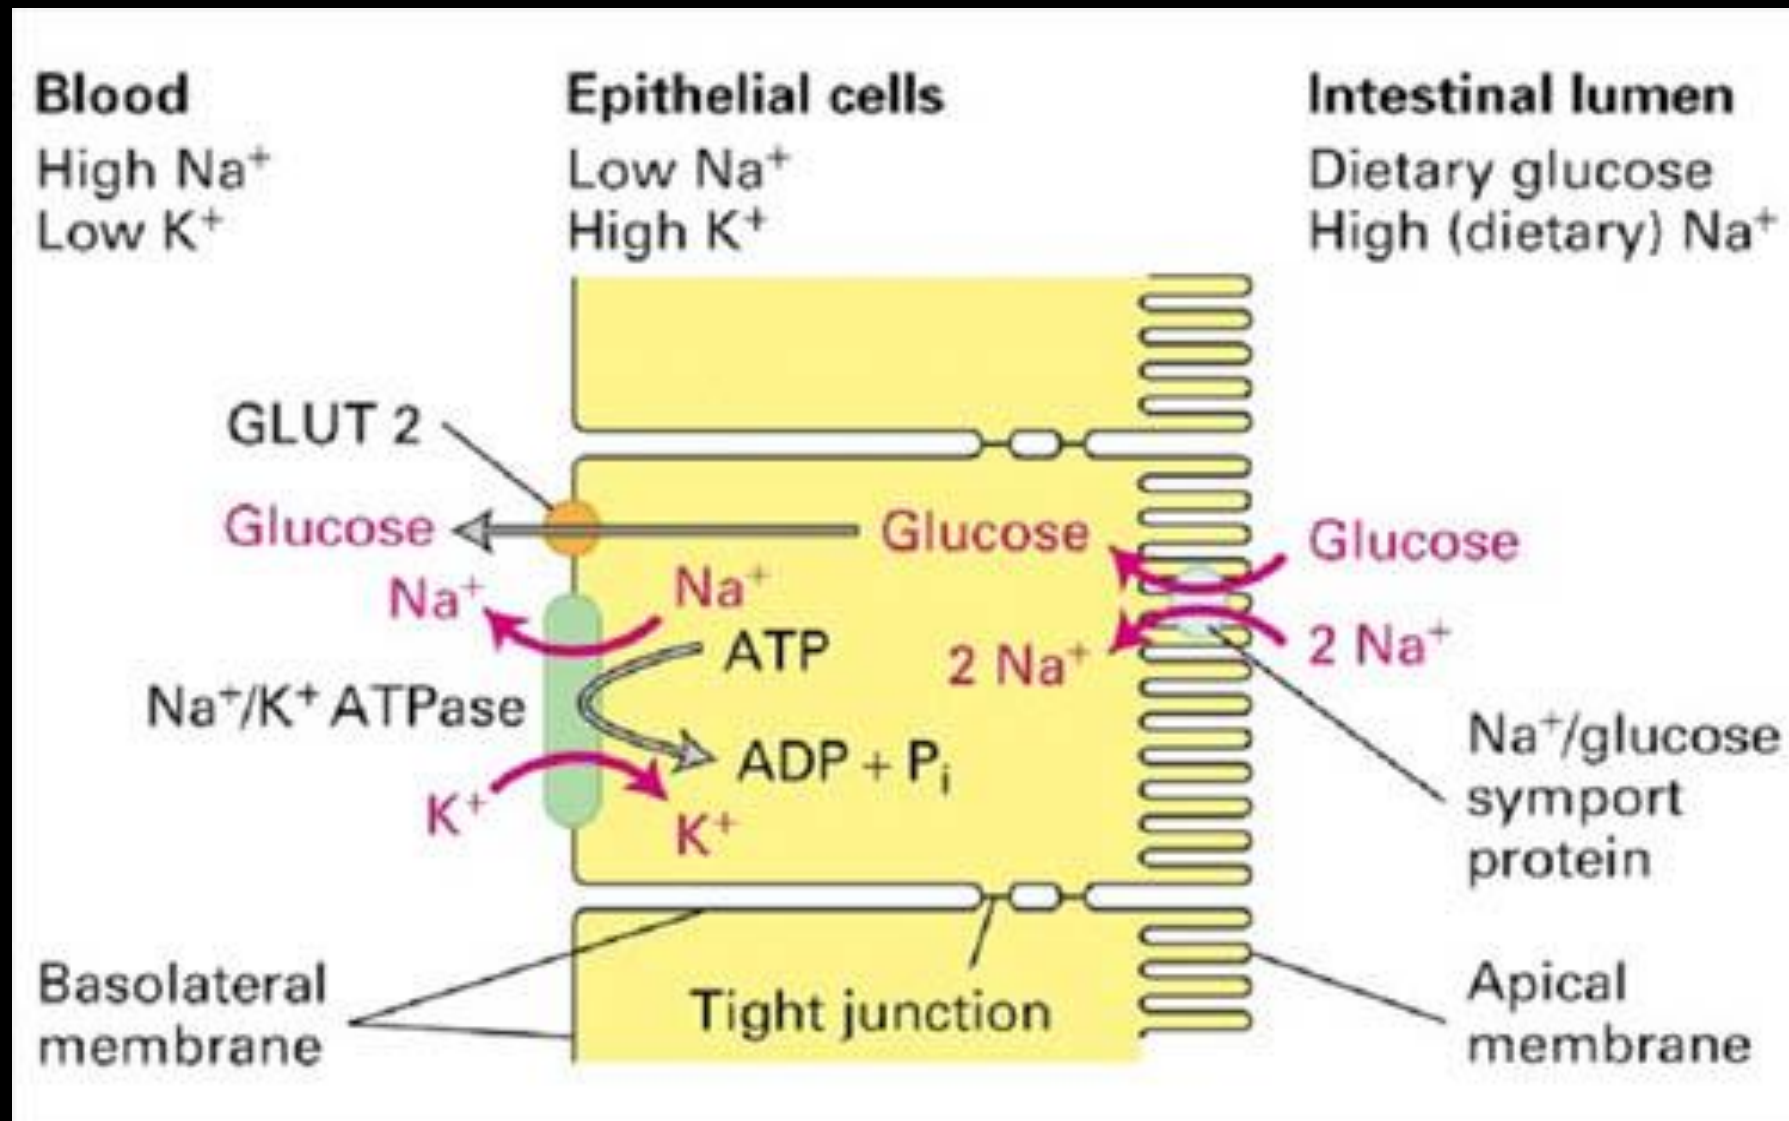 Blood
High Na⁺
Low K⁺
Epithelial cells
Low Na⁺
High K⁺
Intestinal lumen
Dietary glucose
High (dietary) Na⁺
GLUT 2
Glucose
Glucose
Glucose
Na⁺
Na⁺
ATP
2 Na⁺
2 Na⁺
Na⁺/K⁺ ATPase
ADP + Pᵢ
K⁺
K⁺
Na⁺/glucose
symport
protein
Basolateral
membrane
Tight junction
Apical
membrane